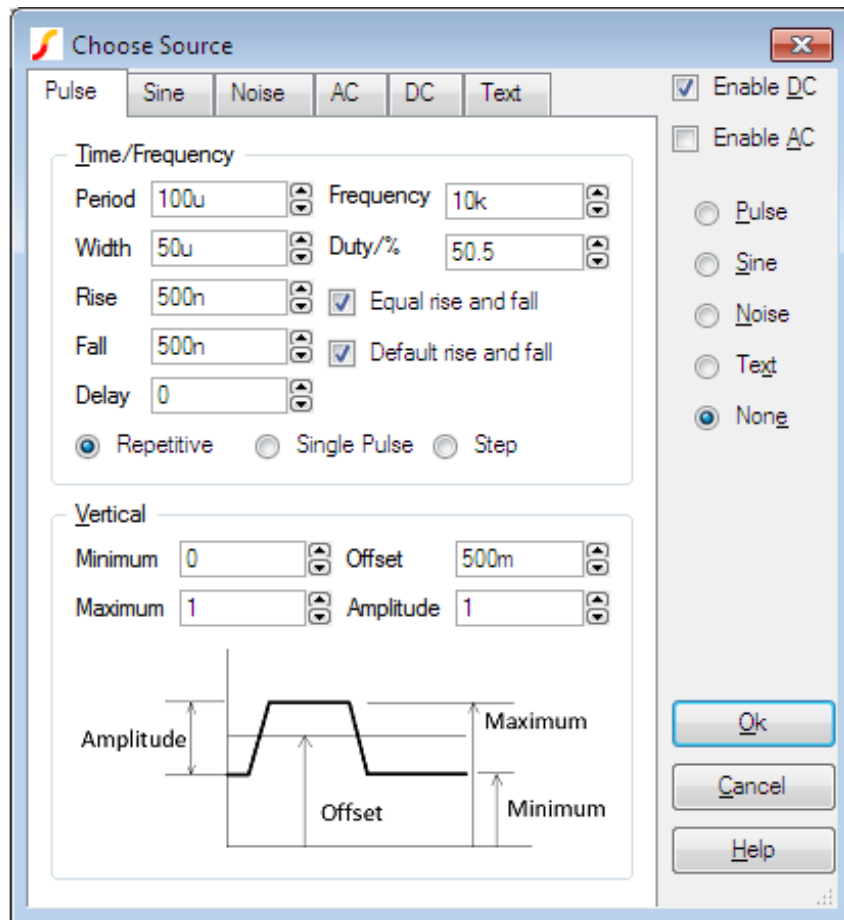 Choose Source
Pulse Sine Noise AC DC Text
Enable DC
Enable AC
Time/Frequency
Period 100u Frequency 10k
Width 50u Duty/% 50.5
Rise 500n Equal rise and fall
Fall 500n Default rise and fall
Delay 0
Repetitive Single Pulse Step
Pulse
Sine
Noise
Text
None
Vertical
Minimum 0 Offset 500m
Maximum 1 Amplitude 1
Amplitude
Maximum
Offset
Minimum
Ok
Cancel
Help